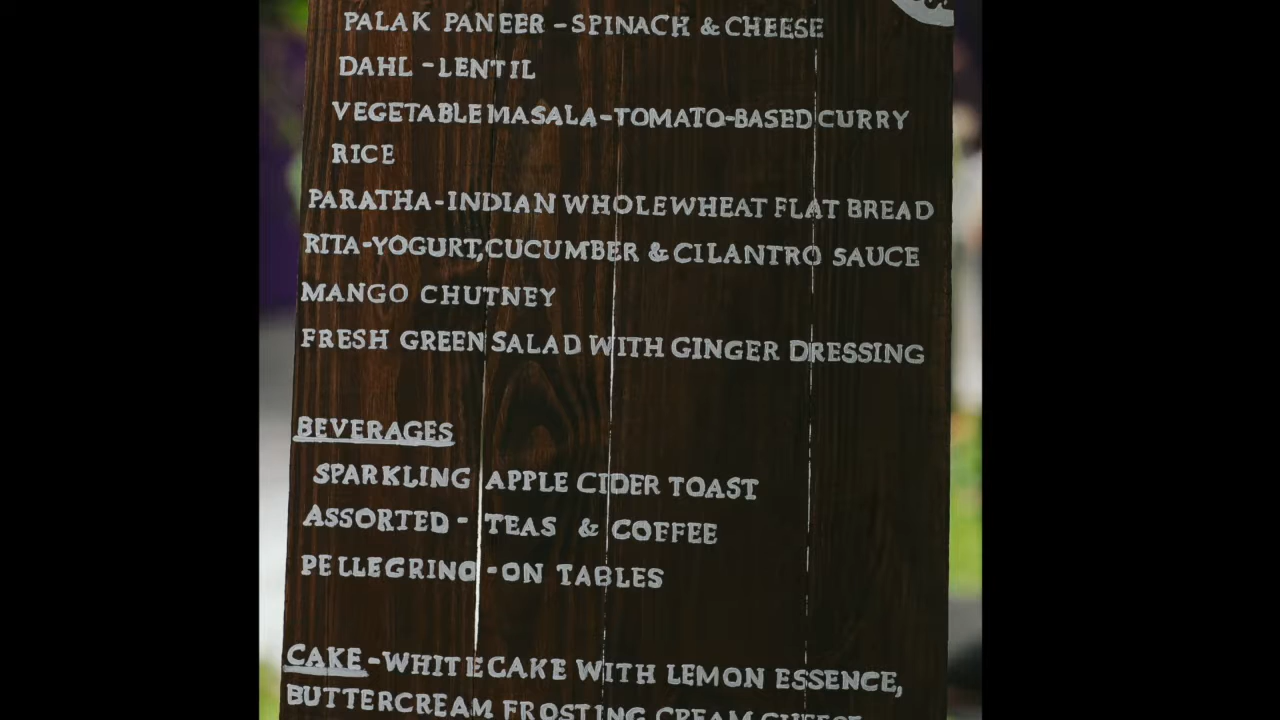 PALAK PANEER - SPINACH & CHEESE
DAHL - LENTIL
VEGETABLE MASALA - TOMATO-BASED CURRY
RICE
PARATHA - INDIAN WHOLE WHEAT FLAT BREAD
RITA - YOGURT, CUCUMBER & CILANTRO SAUCE
MANGO CHUTNEY
FRESH GREEN SALAD WITH GINGER DRESSING
BEVERAGES
SPARKLING APPLE CIDER TOAST
ASSORTED - TEAS & COFFEE
PELLEGRINO - ON TABLES
CAKE - WHITE CAKE WITH LEMON ESSENCE,
BUTTERCREAM FROSTING CREAM CHEESE